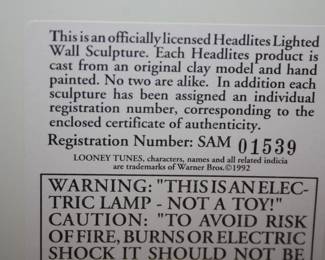 This is an officially licensed Headlites Lighted
Wall Sculpture. Each Headlites product is
cast from an original clay model and hand
painted. No two are alike. In addition each
sculpture has been assigned an individual
registration number, corresponding to the
enclosed certificate of authenticity.
Registration Number: SAM 01539
LOONEY TUNES, characters, names and all related indicia
are trademarks of Warner Bros.©1992
WARNING: "THIS IS AN ELEC-
TRIC LAMP - NOT A TOY!"
CAUTION: "TO AVOID RISK
OF FIRE, BURNS OR ELECTRIC
SHOCK IT SHOULD NOT BE